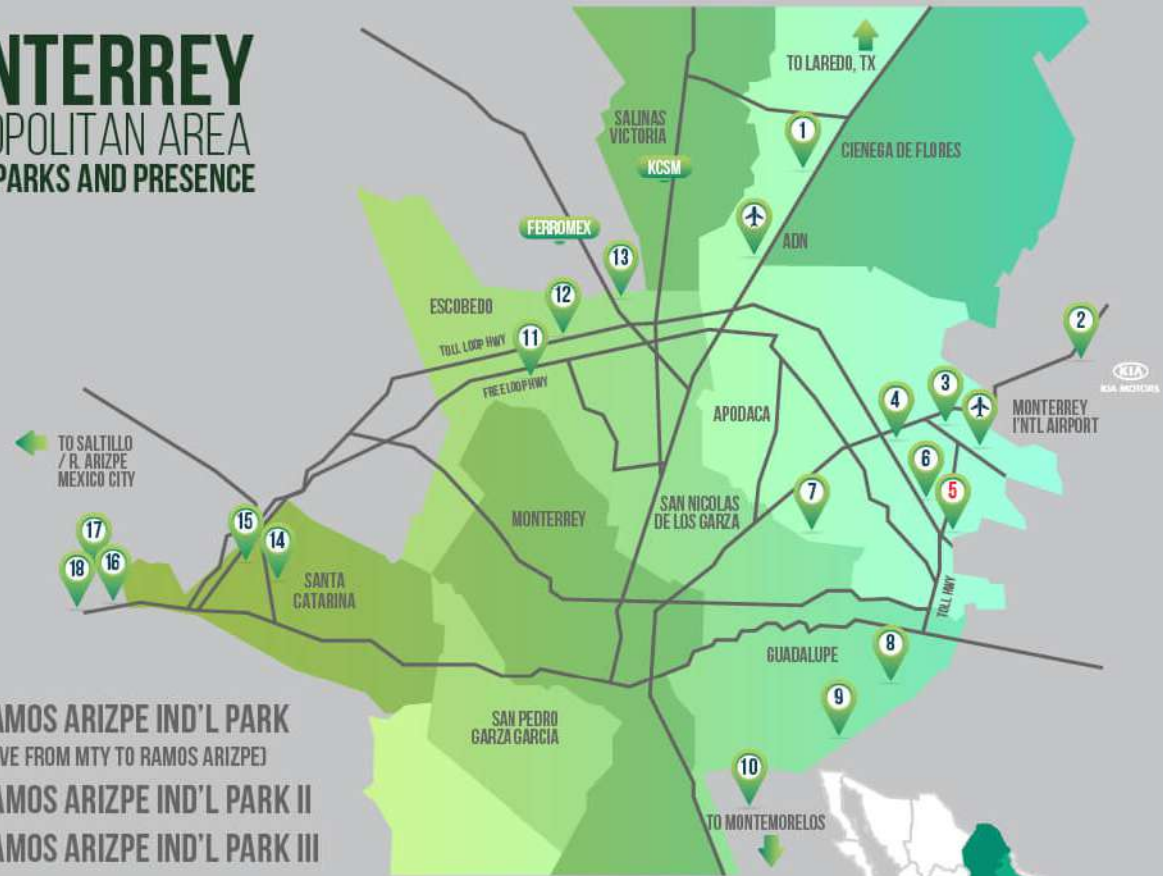 NTERREY
OPOLITAN AREA
PARKS AND PRESENCE
TO LAREDO, TX
SALINAS
VICTORIA
1
CIENEGA DE FLORES
KCSM
FERROMEX
ADN
13
12
ESCOBEDO
11
TOLL LOOP HWY
FREE LOOP HWY
2
KIA
KIA MOTORS
3
4
MONTERREY
I'NTL AIRPORT
APODACA
TO SALTILLO
/ R. ARIZPE
MEXICO CITY
6
5
7
SAN NICOLAS
DE LOS GARZA
MONTERREY
15
14
17
18
16
SANTA
CATARINA
TOLL HWY
GUADALUPE
8
9
SAN PEDRO
GARZA GARCIA
10
TO MONTEMORELOS
AMOS ARIZPE IND'L PARK
VE FROM MTY TO RAMOS ARIZPE)
AMOS ARIZPE IND'L PARK II
AMOS ARIZPE IND'L PARK III